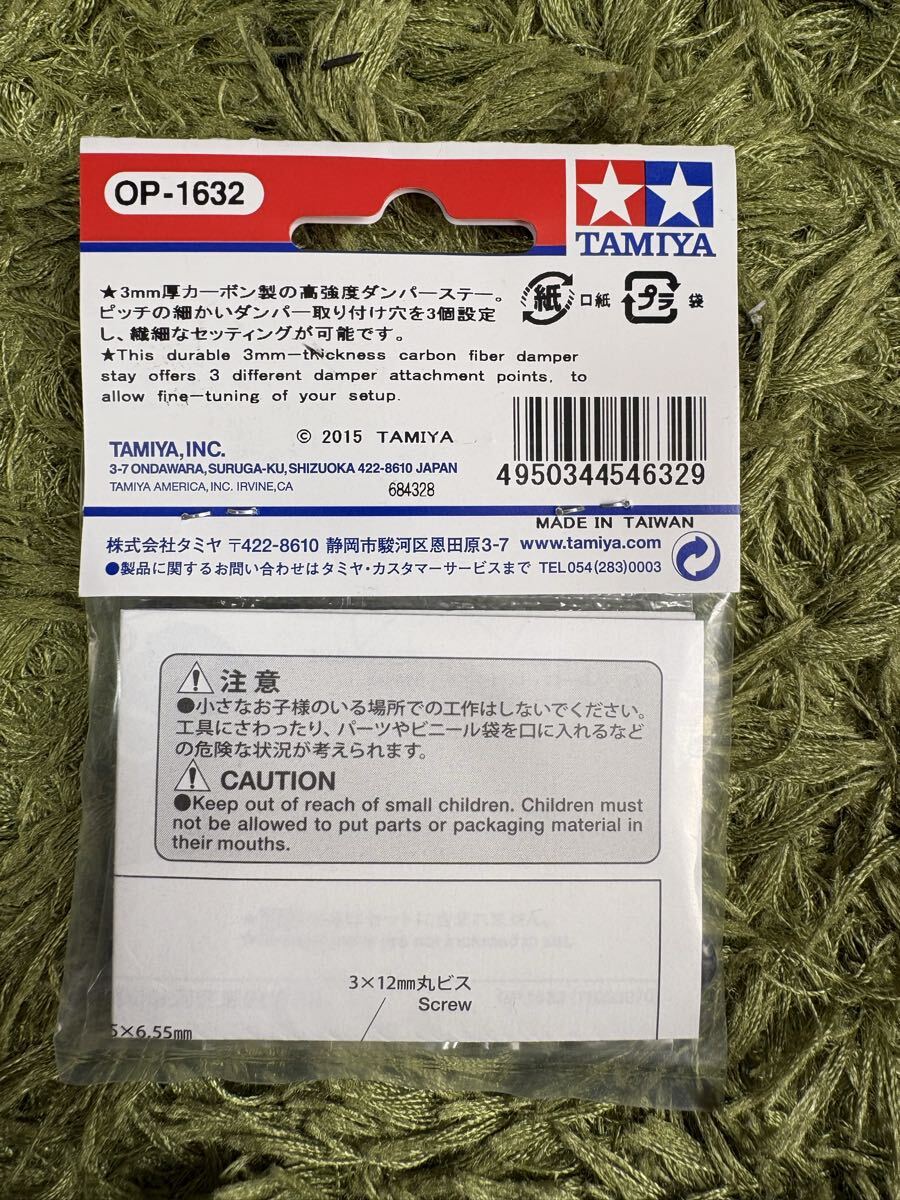 OP-1632
TAMIYA
★3mm厚カーボン製の高強度ダンパーステー。
ピッチの細かいダンパー取り付け穴を3個設定
し、繊細なセッティングが可能です。
★This durable 3mm-thickness carbon fiber damper
stay offers 3 different damper attachment points, to
allow fine-tuning of your setup.
紙 口紙 プラ 袋
© 2015 TAMIYA
TAMIYA, INC.
3-7 ONDAWARA, SURUGA-KU, SHIZUOKA 422-8610 JAPAN
TAMIYA AMERICA, INC. IRVINE, CA
684328
4950344546329
MADE IN TAIWAN
株式会社タミヤ 〒422-8610 静岡市駿河区恩田原3-7 www.tamiya.com
●製品に関するお問い合わせはタミヤ・カスタマーサービスまで TEL054(283)0003
注意
●小さなお子様のいる場所での工作はしないでください。
工具にさわったり、パーツやビニール袋を口に入れるなど
の危険な状況が考えられます。
CAUTION
●Keep out of reach of small children. Children must
not be allowed to put parts or packaging material in
their mouths.
3×12mm丸ビス
Screw
5×6.55mm